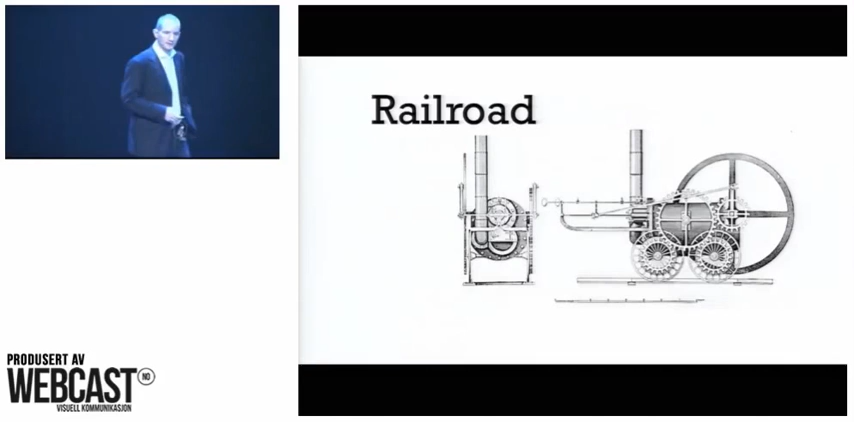 Railroad
PRODUSERT AV
WEBCAST NO
VISUELL KOMMUNIKASJON